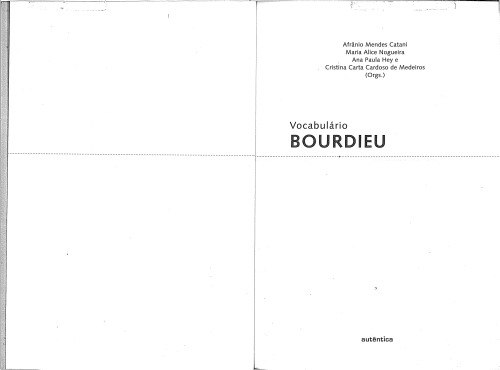 Afrânio Mendes Catani
Maria Alice Nogueira
Ana Paula Hey e
Cristina Carta Cardoso de Medeiros
(Orgs.)
Vocabulário
BOURDIEU
autêntica